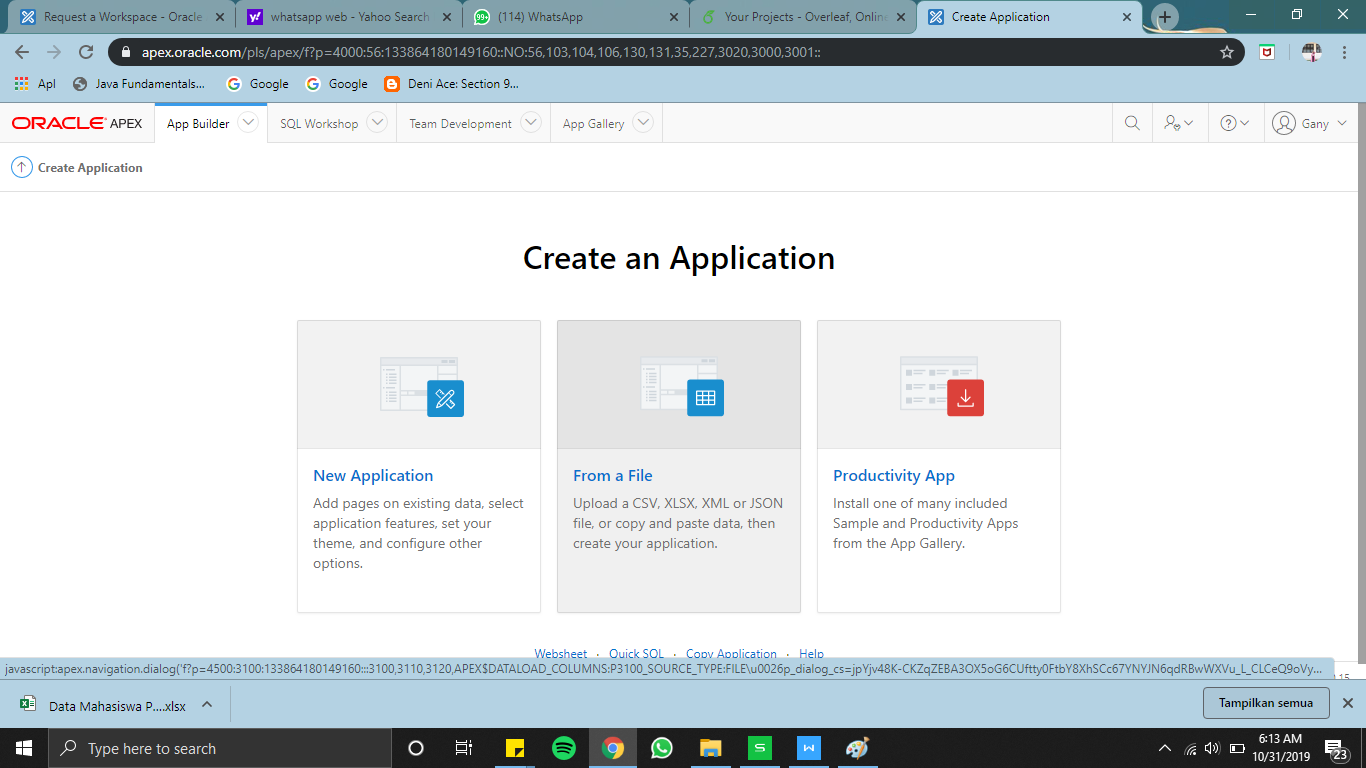 Request a Workspace - Oracle
whatsapp web - Yahoo Search
99+
(114) WhatsApp
Your Projects - Overleaf, Online
Create Application
apex.oracle.com/pls/apex/f?p=4000:56:133864180149160::NO:56,103,104,106,130,131,35,227,3020,3000,3001::
Apl
Java Fundamentals...
Google
Google
Deni Ace: Section 9...
ORACLE APEX
App Builder
SQL Workshop
Team Development
App Gallery
Gany
Create Application
Create an Application
New Application
Add pages on existing data, select
application features, set your
theme, and configure other
options.
From a File
Upload a CSV, XLSX, XML or JSON
file, or copy and paste data, then
create your application.
Productivity App
Install one of many included
Sample and Productivity Apps
from the App Gallery.
Websheet · Quick SQL · Copy Application · Help
javascript:apex.navigation.dialog('f?p=4500:3100:133864180149160:::3100,3110,3120,APEX$DATALOAD_COLUMNS:P3100_SOURCE_TYPE:FILE\u0026p_dialog_cs=jpYjv48K-CKZqZEBA3OX5oG6CUftty0FtbY8XhSCc67YNYJN6qdRBwWXVu_L_CLCeQ9oVy...
Data Mahasiswa P....xlsx
Tampilkan semua
Type here to search
S
W
6:13 AM
10/31/2019
23